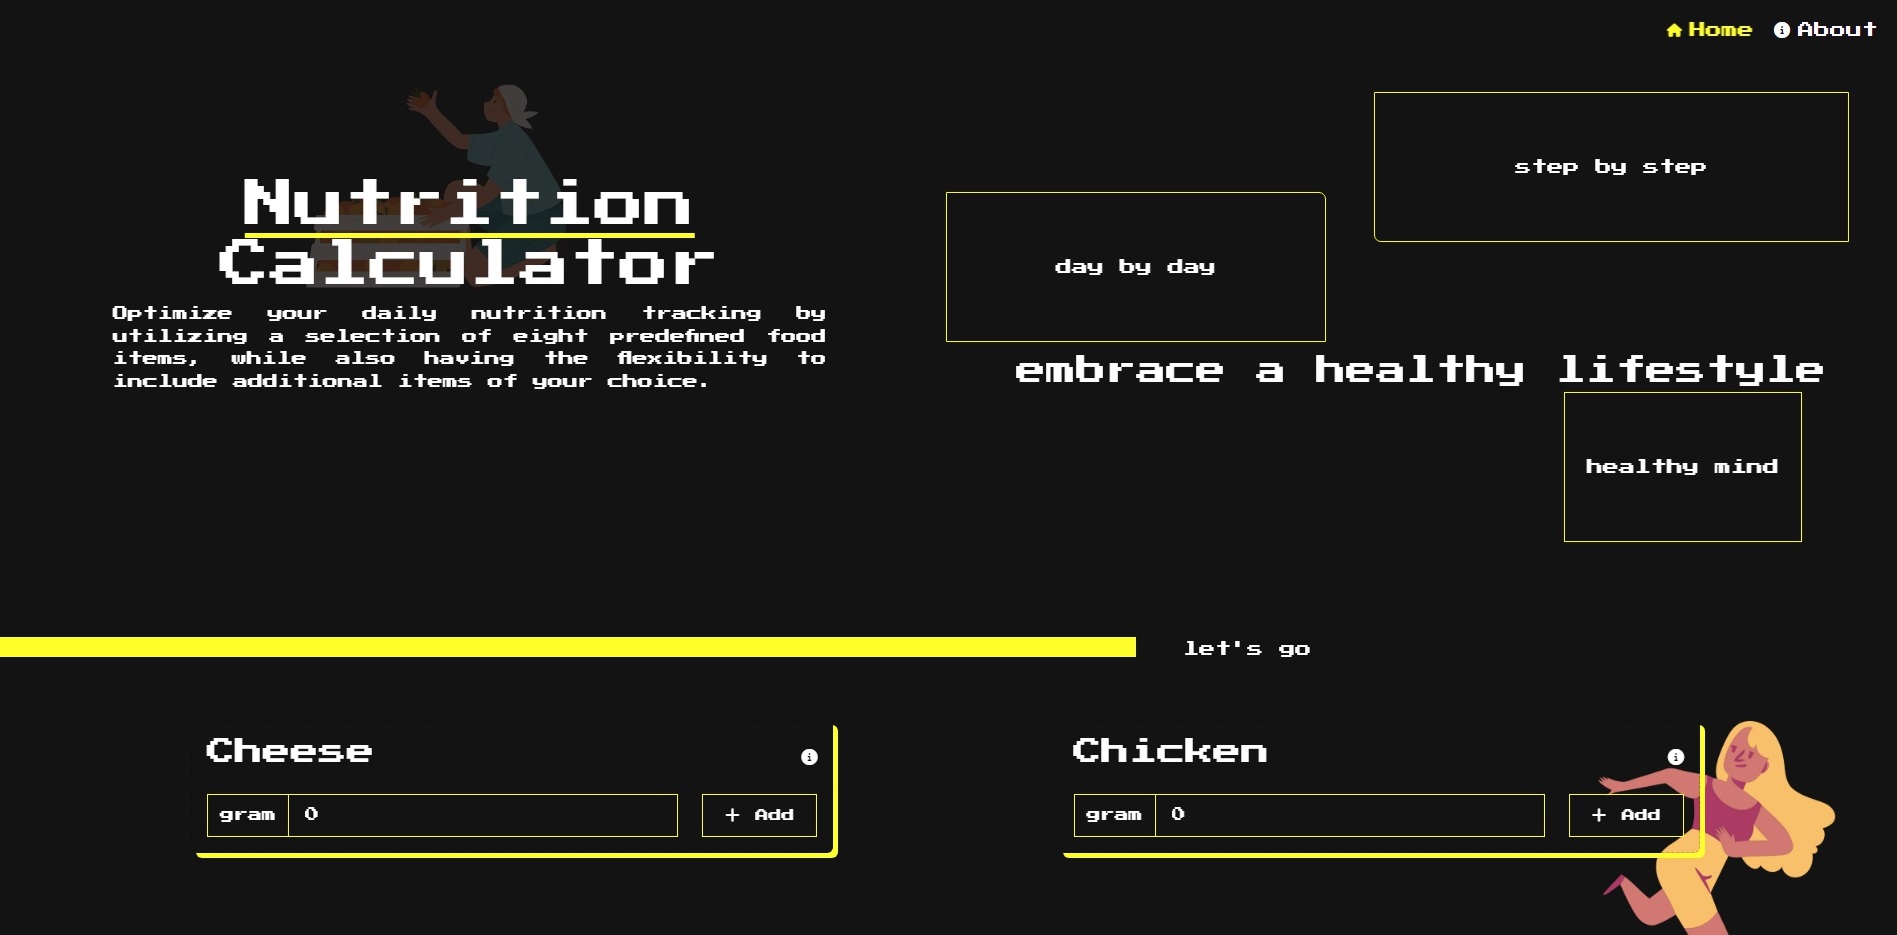 Home About
Nutrition
Calculator
Optimize your daily nutrition tracking by
utilizing a selection of eight predefined food
items, while also having the flexibility to
include additional items of your choice.
step by step
day by day
embrace a healthy lifestyle
healthy mind
let's go
Cheese
gram 0 + Add
Chicken
gram 0 + Add